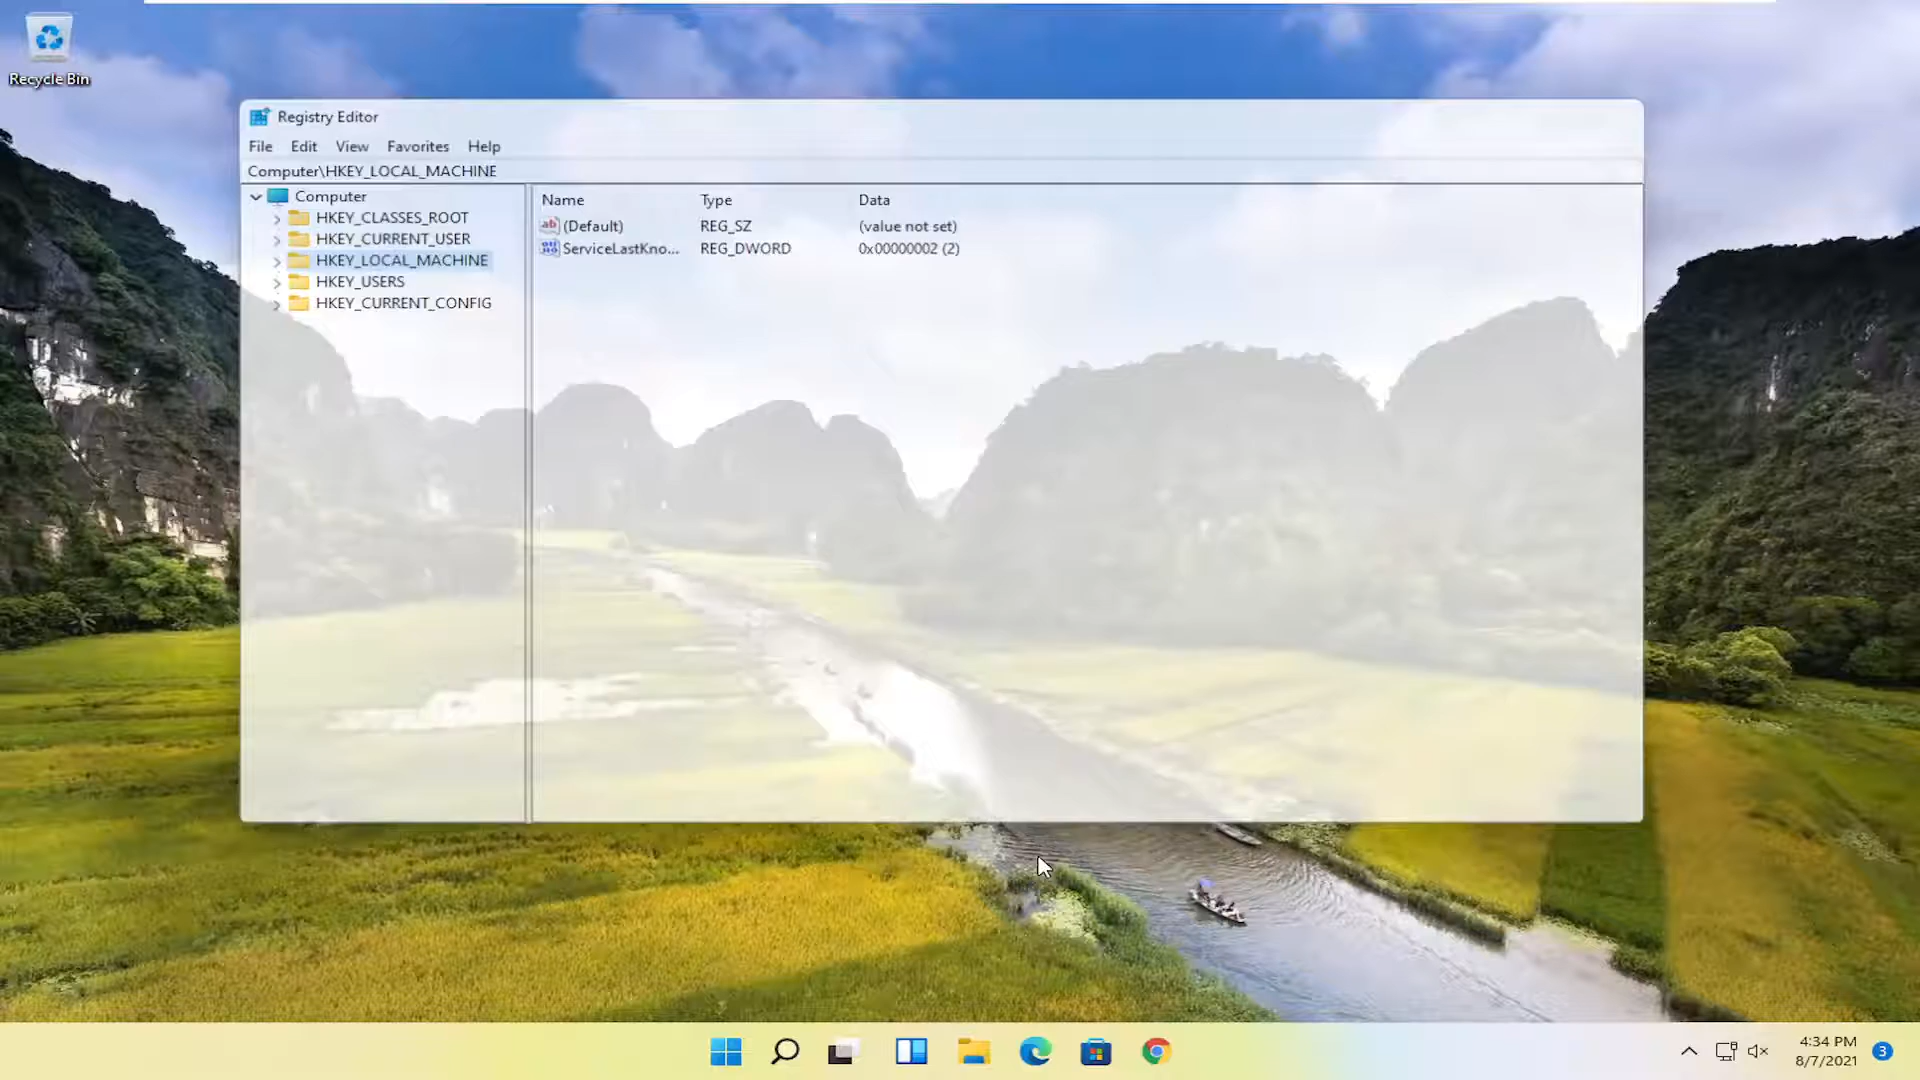 Recycle Bin
Registry Editor
File Edit View Favorites Help
Computer\HKEY_LOCAL_MACHINE
Computer
HKEY_CLASSES_ROOT
HKEY_CURRENT_USER
HKEY_LOCAL_MACHINE
HKEY_USERS
HKEY_CURRENT_CONFIG
Name Type Data
(Default) REG_SZ (value not set)
ServiceLastKno... REG_DWORD 0x00000002 (2)
4:34 PM
8/7/2021
3